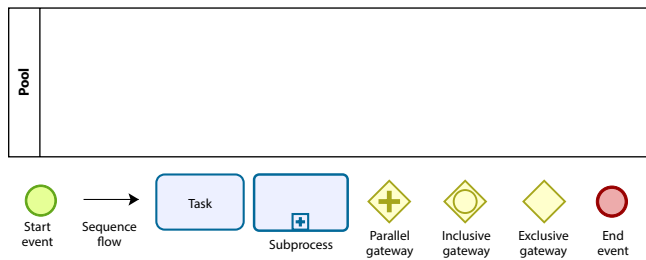 Pool
Task
Start
event
Sequence
flow
Subprocess
Parallel
gateway
Inclusive
gateway
Exclusive
gateway
End
event